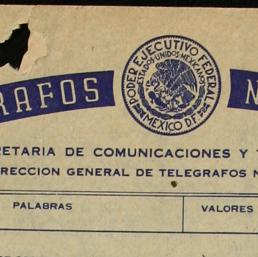 RAFOS
PODER EJECUTIVO FEDERAL
ESTADOS UNIDOS MEXICANOS
MEXICO D.F.
N
RETARIA DE COMUNICACIONES Y
RECCION GENERAL DE TELEGRAFOS N
PALABRAS
VALORES